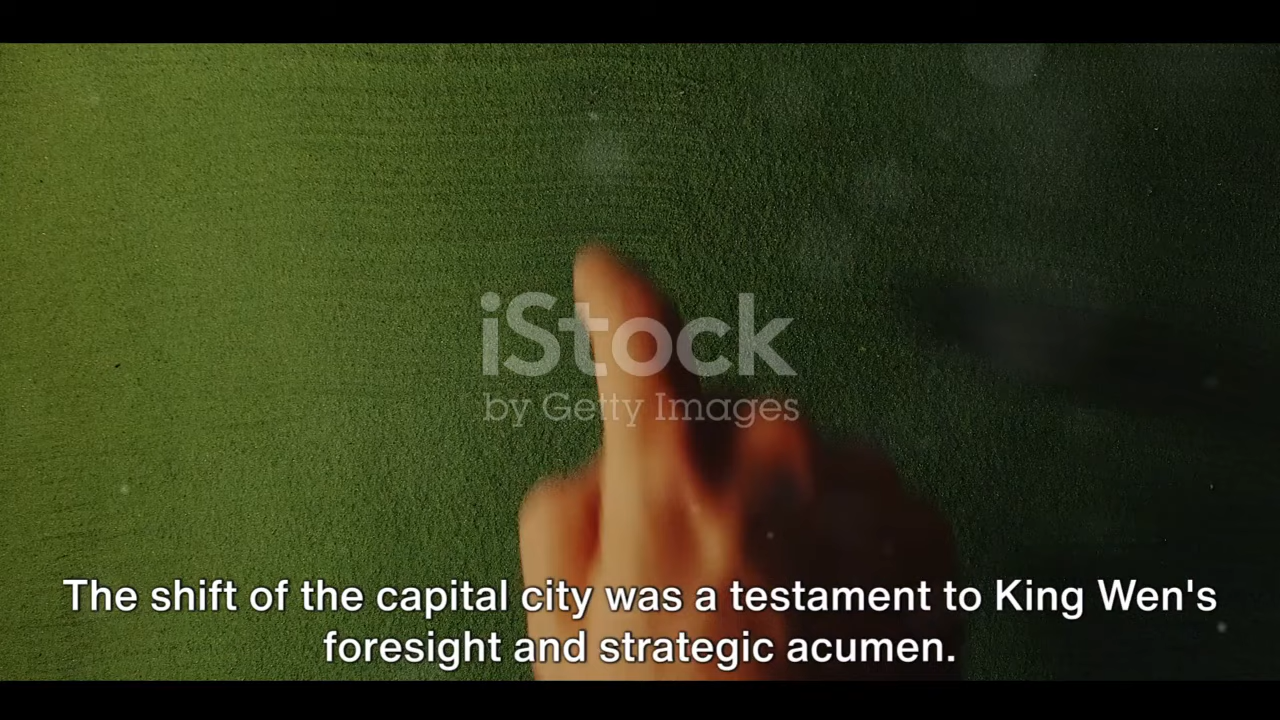 iStock
by Getty Images
The shift of the capital city was a testament to King Wen's
foresight and strategic acumen.